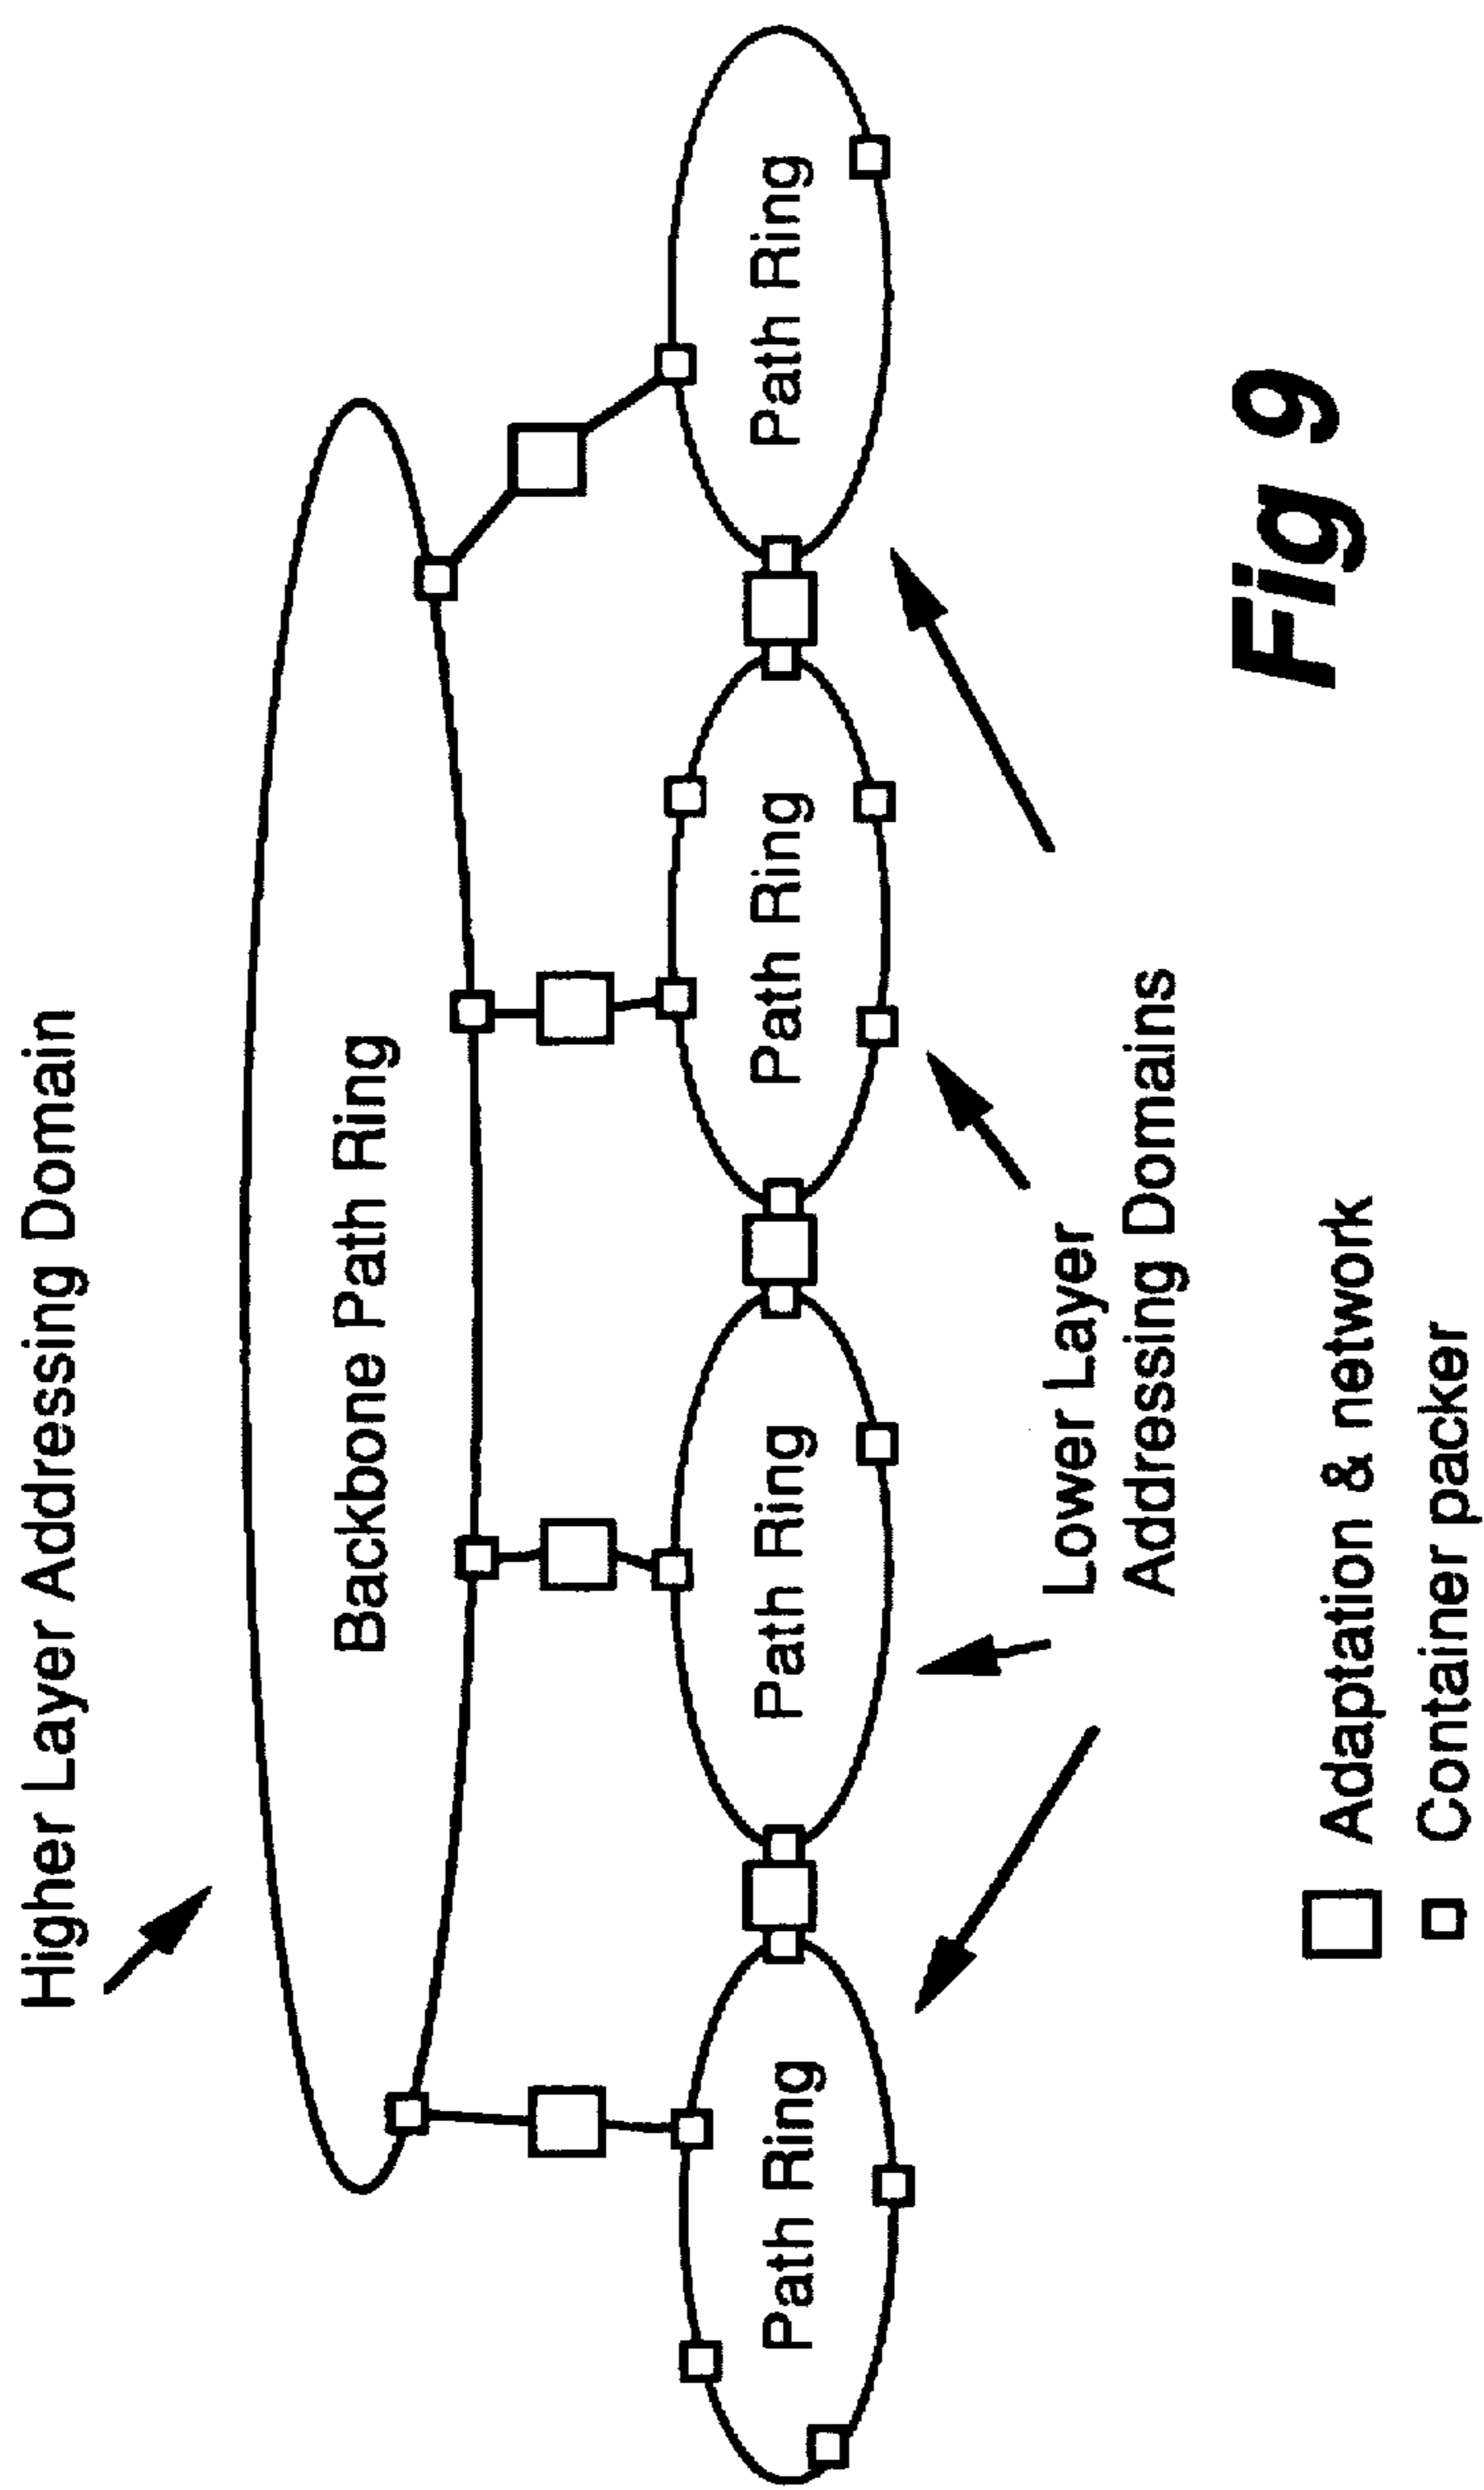 Higher Layer Addressing Domain
Backbone Path Ring
Path Ring
Path Ring
Path Ring
Path Ring
Lower Layer
Addressing Domains
Adaptation & network
Container packer
Fig 9